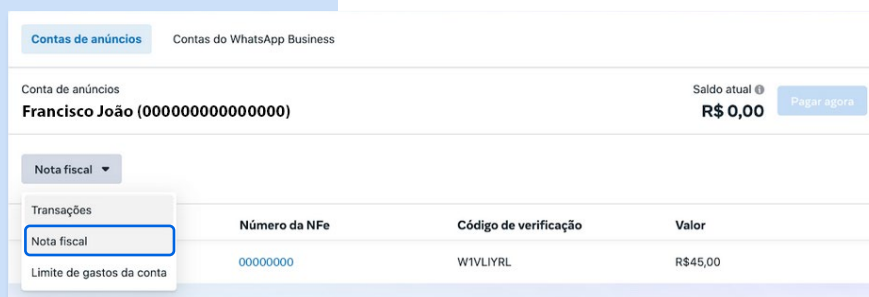 Contas de anúncios Contas do WhatsApp Business
Conta de anúncios Saldo atual
Francisco João (000000000000000) R$ 0,00 Pagar agora
Nota fiscal
Transações
Número da NFe Código de verificação Valor
Nota fiscal
00000000 W1VLIYRL R$45,00
Limite de gastos da conta